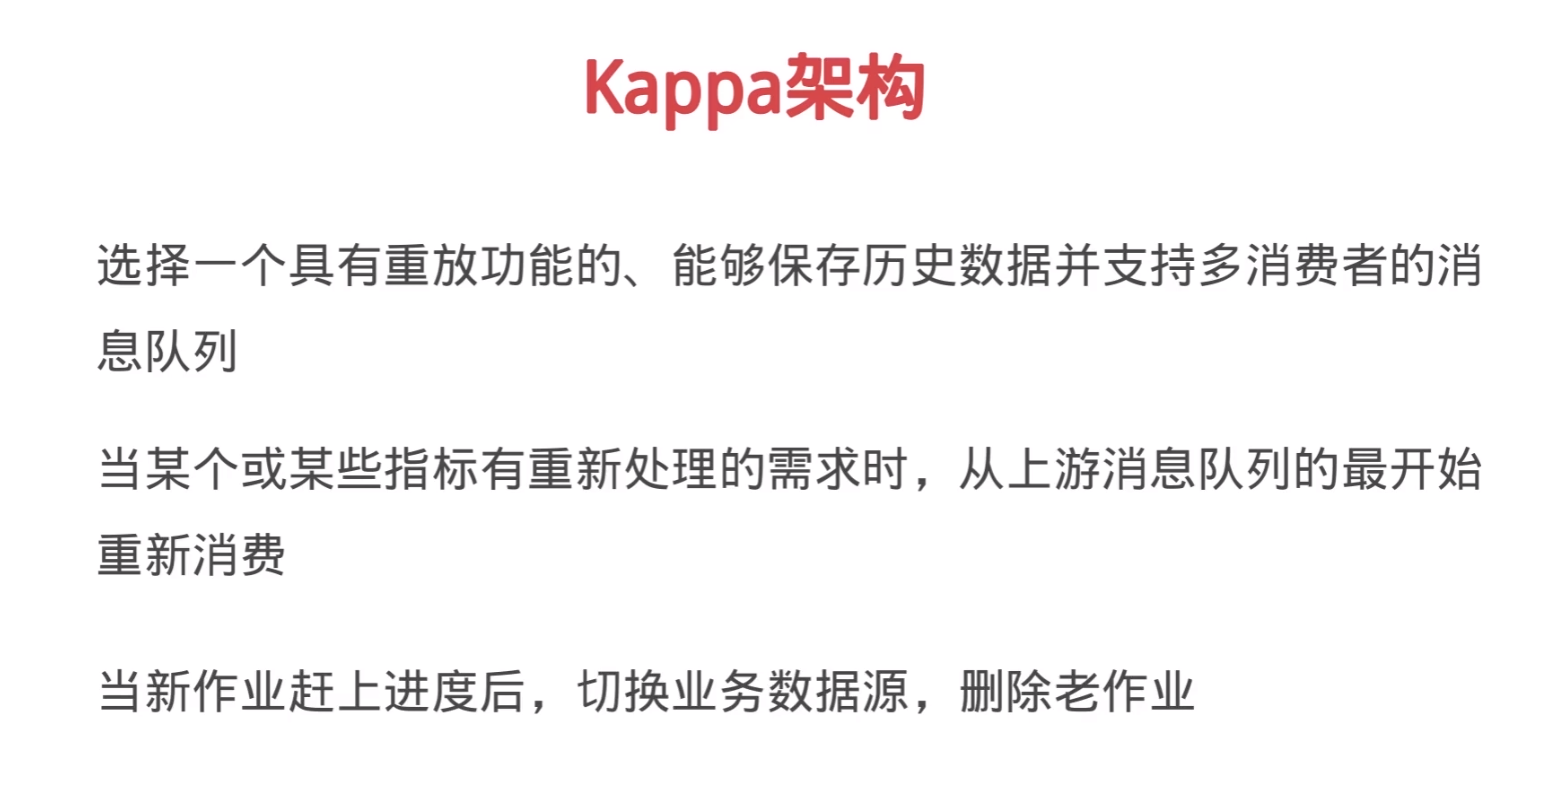 Kappa架构
选择一个具有重放功能的、能够保存历史数据并支持多消费者的消
息队列
当某个或某些指标有重新处理的需求时，从上游消息队列的最开始
重新消费
当新作业赶上进度后，切换业务数据源，删除老作业